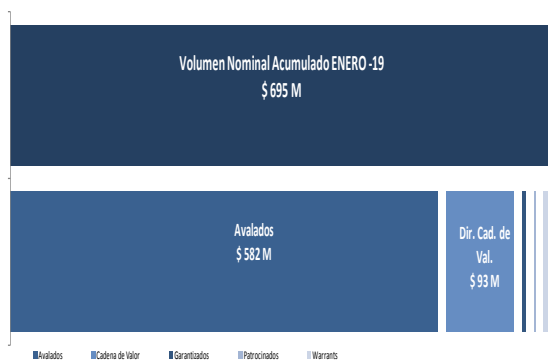 Volumen Nominal Acumulado ENERO -19
$ 695 M
Avalados
$ 582 M
Dir. Cad. de
Val.
$ 93 M
Avalados Cadena de Valor Garantizados Patrocinados Warrants